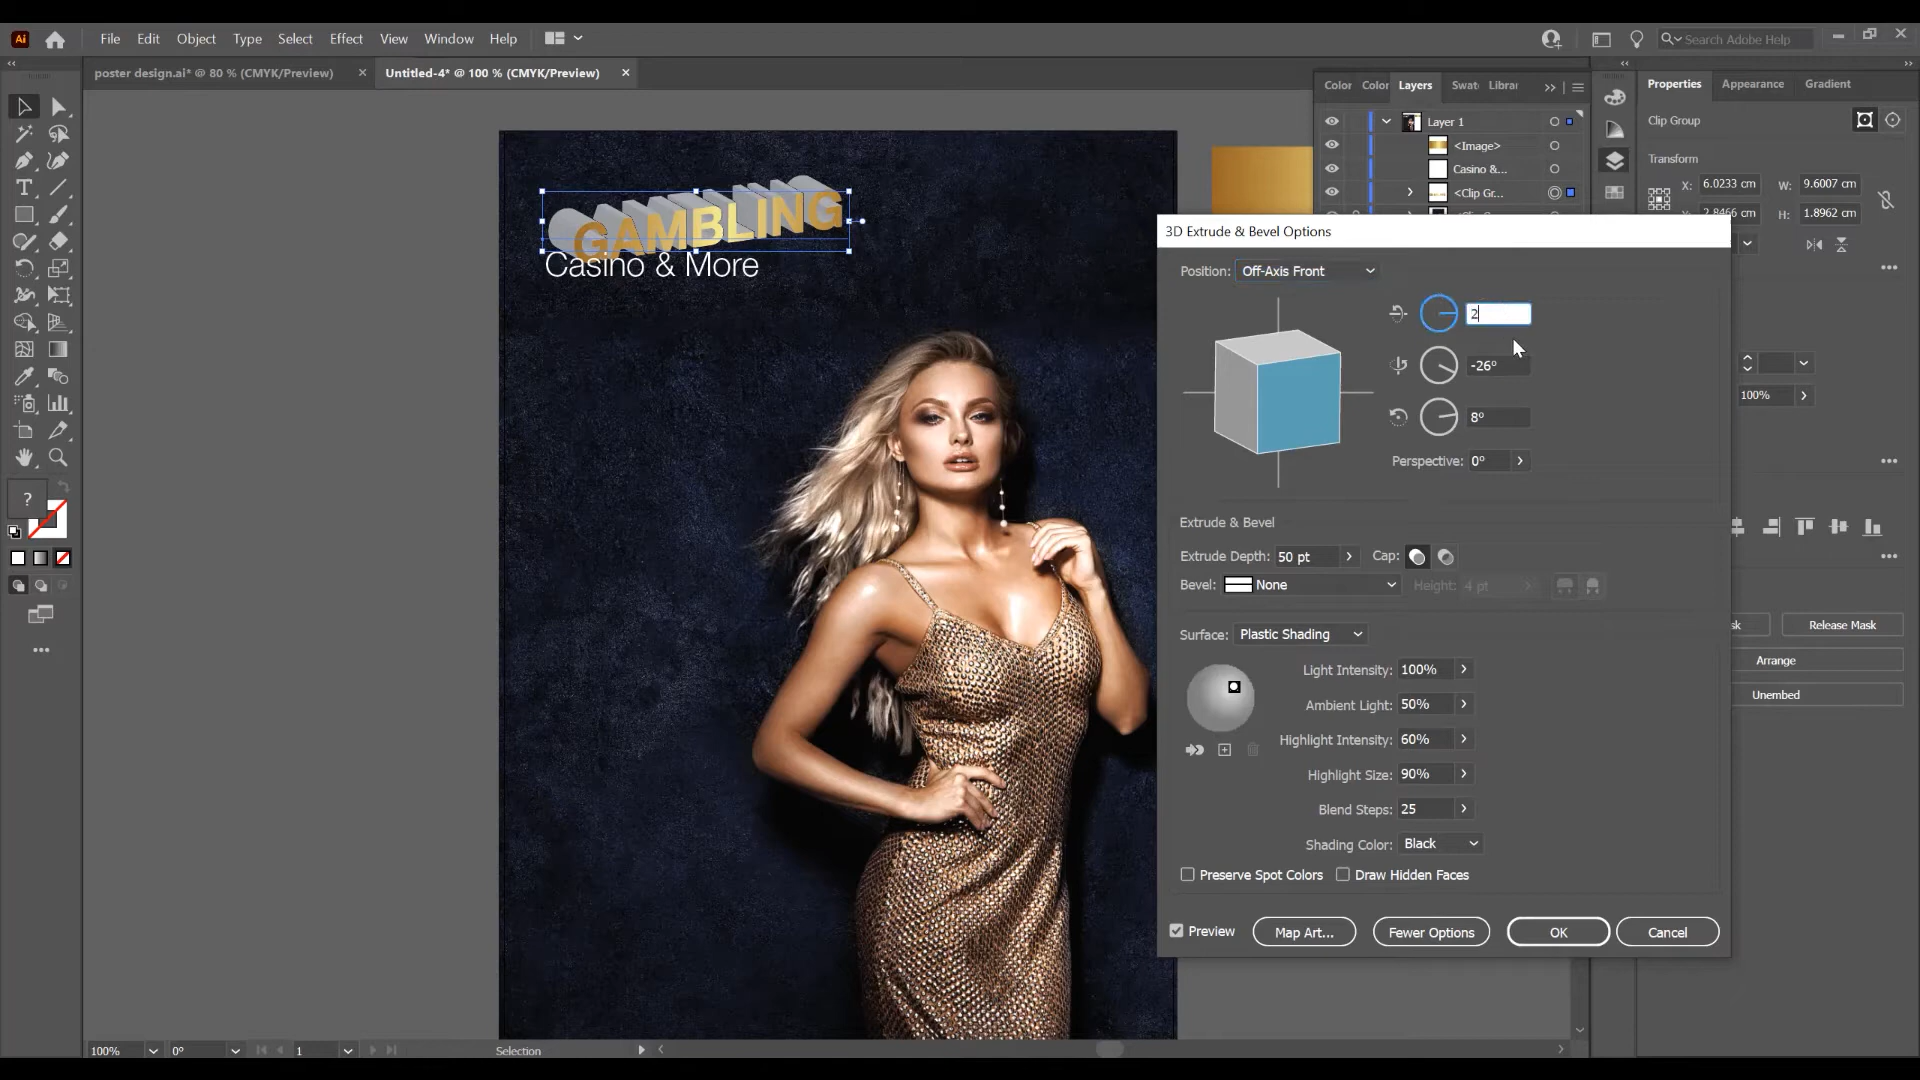 Ai
File Edit Object Type Select Effect View Window Help
Search Adobe Help
poster design.ai* @ 80 % (CMYK/Preview)
Untitled-4* @ 100 % (CMYK/Preview)
Color Color Layers Swat Librar
Properties Appearance Gradient
Layer 1
<Image>
Casino &...
<Clip Gr...
Clip Group
Transform
X: 6.0233 cm W: 9.6007 cm
2.8466 cm H: 1.8962 cm
GAMBLING
Casino & More
3D Extrude & Bevel Options
Position: Off-Axis Front
2
-26°
8°
Perspective: 0°
Extrude & Bevel
Extrude Depth: 50 pt Cap:
Bevel: None Height: 4 pt
Surface: Plastic Shading
Light Intensity: 100%
Ambient Light: 50%
Highlight Intensity: 60%
Highlight Size: 90%
Blend Steps: 25
Shading Color: Black
Preserve Spot Colors Draw Hidden Faces
Preview Map Art... Fewer Options OK Cancel
100%
sk Release Mask
Arrange
Unembed
?
100% 0° 1 Selection